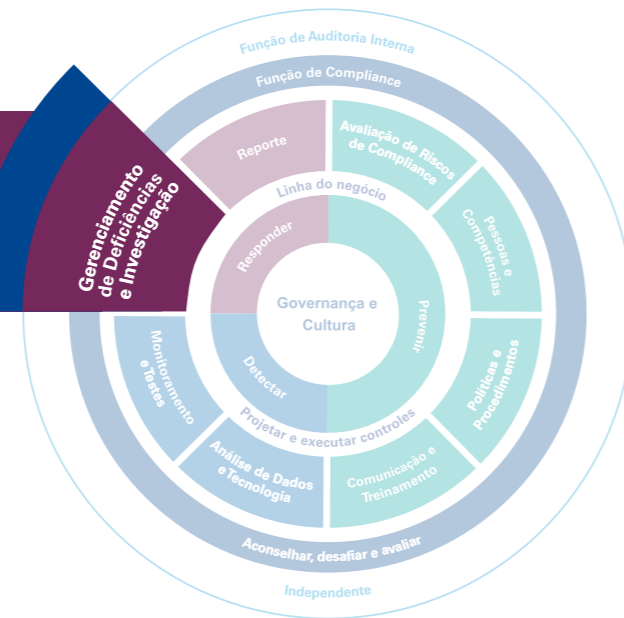 Função de Auditoria Interna
Função de Compliance
Reporte
Avaliação de Riscos
de Compliance
Linha do negócio
Gerenciamento
de Deficiências
e Investigação
Pessoas e
Competências
Responder
Governança e
Cultura
Prevenir
Detectar
Monitoramento
e Testes
Políticas e
Procedimentos
Projetar e executar controles
Análise de Dados
e Tecnologia
Comunicação e
Treinamento
Aconselhar, desafiar e avaliar
Independente